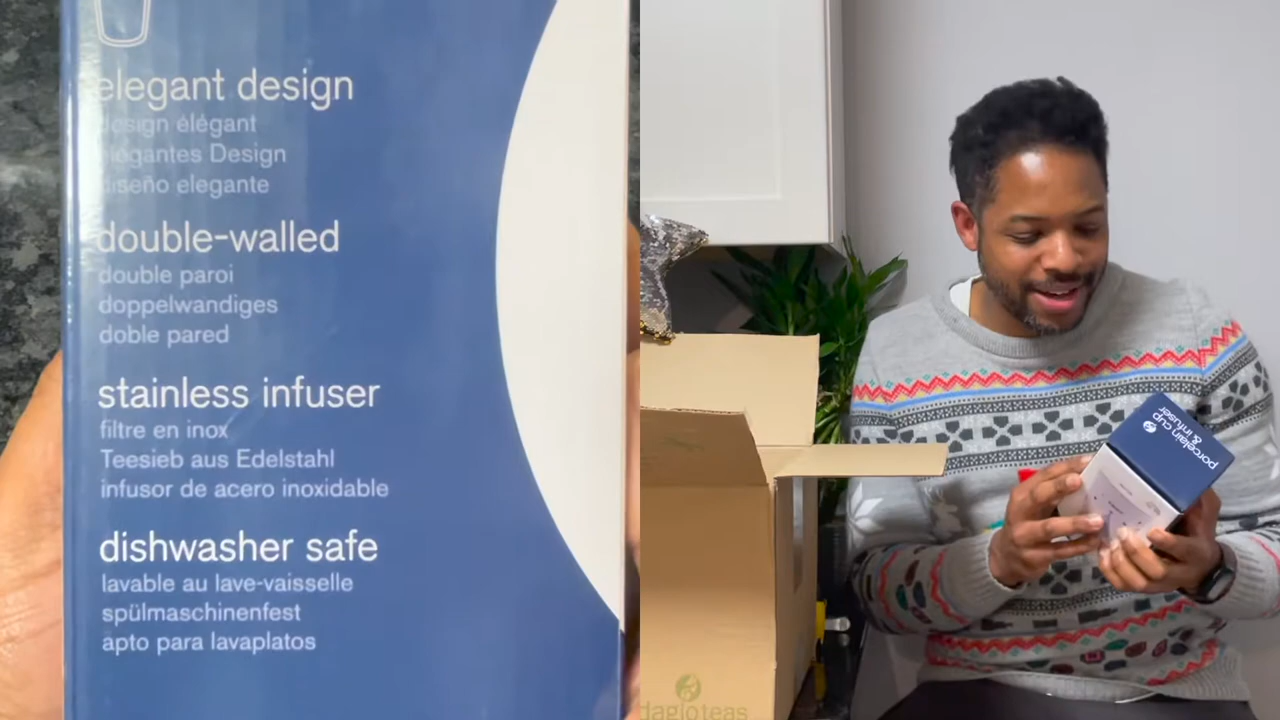 elegant design
design élégant
elegantes Design
diseño elegante
double-walled
double paroi
doppelwandiges
doble pared
stainless infuser
filtre en inox
Teesieb aus Edelstahl
infusor de acero inoxidable
dishwasher safe
lavable au lave-vaisselle
spülmaschinenfest
apto para lavaplatos
porcelain cup
& infuser
dagioteas